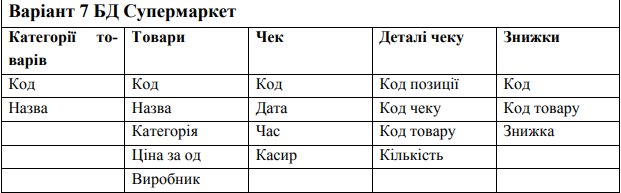 Варіант 7 БД Супермаркет
Категорії то-
варів
Товари
Чек
Деталі чеку
Знижки
Код
Код
Код
Код позиції
Код
Назва
Назва
Дата
Код чеку
Код товару
Категорія
Час
Код товару
Знижка
Ціна за од
Касир
Кількість
Виробник